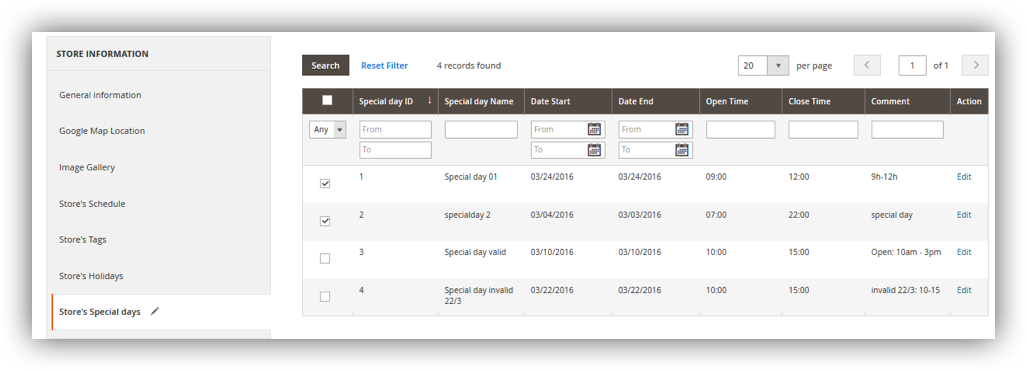 STORE INFORMATION
General information
Google Map Location
Image Gallery
Store's Schedule
Store's Tags
Store's Holidays
Store's Special days
Search Reset Filter 4 records found 20 per page 1 of 1
Special day ID ↓ Special day Name Date Start Date End Open Time Close Time Comment Action
Any From From From
To To To
1 Special day 01 03/24/2016 03/24/2016 09:00 12:00 9h-12h Edit
2 specialday 2 03/04/2016 03/03/2016 07:00 22:00 special day Edit
3 Special day valid 03/10/2016 03/10/2016 10:00 15:00 Open: 10am - 3pm Edit
4 Special day invalid 03/22/2016 03/22/2016 10:00 15:00 invalid 22/3: 10-15 Edit
22/3